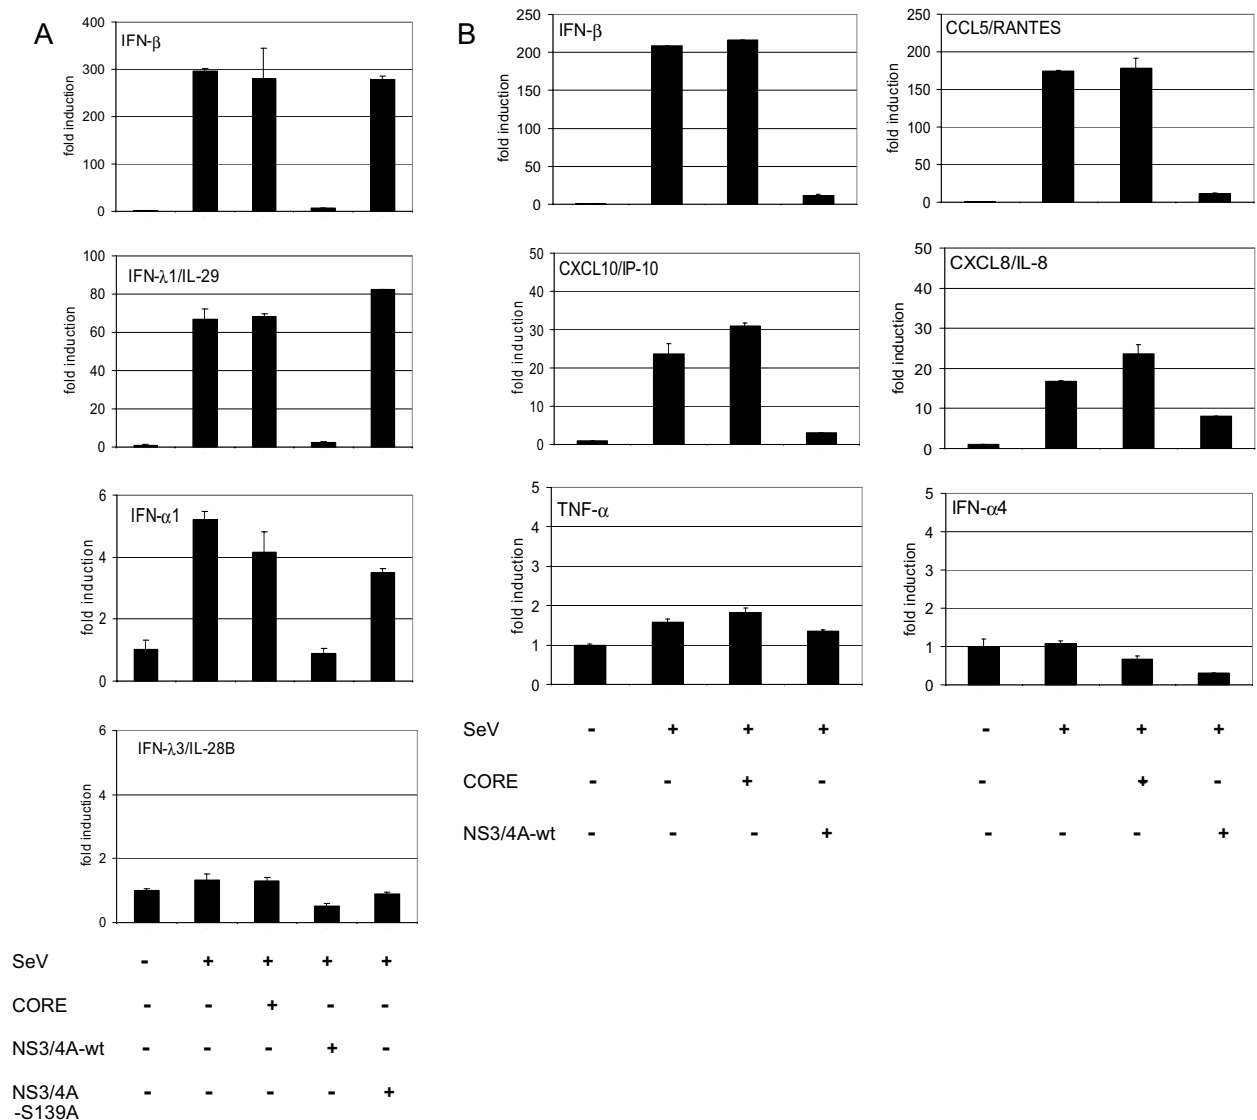 A
IFN-β
fold induction
400
300
200
100
0
IFN-λ1/IL-29
fold induction
100
80
60
40
20
0
IFN-α1
fold induction
6
4
2
0
IFN-λ3/IL-28B
fold induction
6
4
2
0
SeV - + + + +
CORE - - + - -
NS3/4A-wt - - - + -
NS3/4A - - - - +
-S139A
B
IFN-β
fold induction
250
200
150
100
50
0
CCL5/RANTES
fold induction
250
200
150
100
50
0
CXCL10/IP-10
fold induction
50
40
30
20
10
0
CXCL8/IL-8
fold induction
50
40
30
20
10
0
TNF-α
fold induction
5
4
3
2
1
0
IFN-α4
fold induction
5
4
3
2
1
0
SeV - + + + - + + +
CORE - - + - - - + -
NS3/4A-wt - - - + - - - +